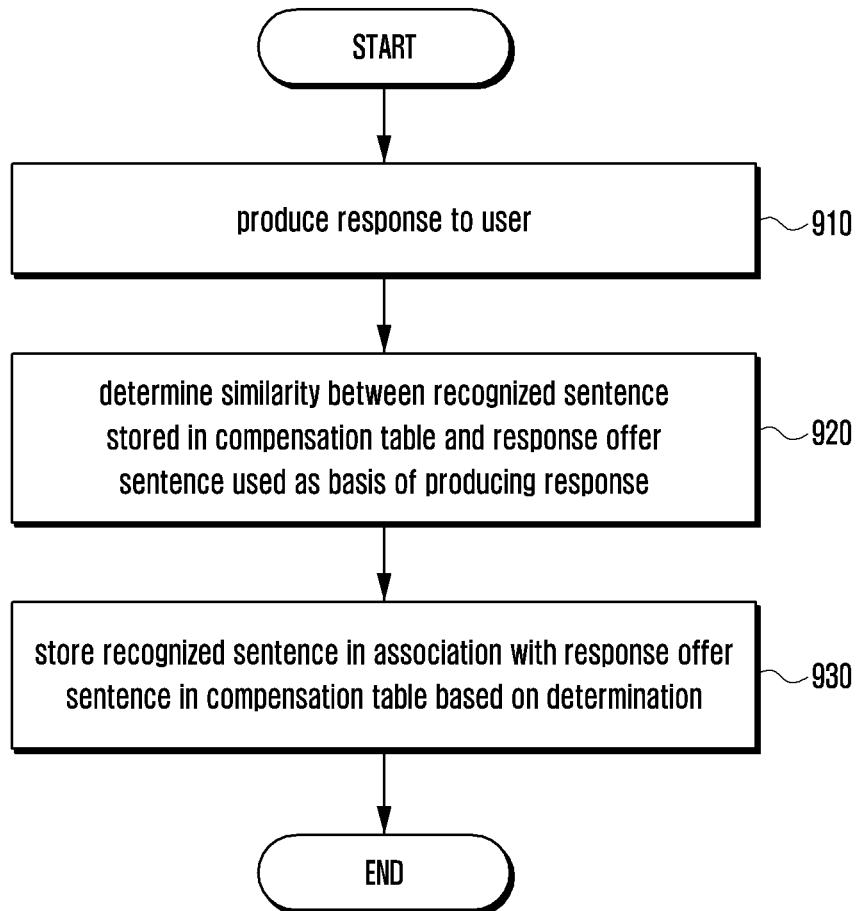 START
produce response to user
910
determine similarity between recognized sentence
stored in compensation table and response offer
sentence used as basis of producing response
920
store recognized sentence in association with response offer
sentence in compensation table based on determination
930
END